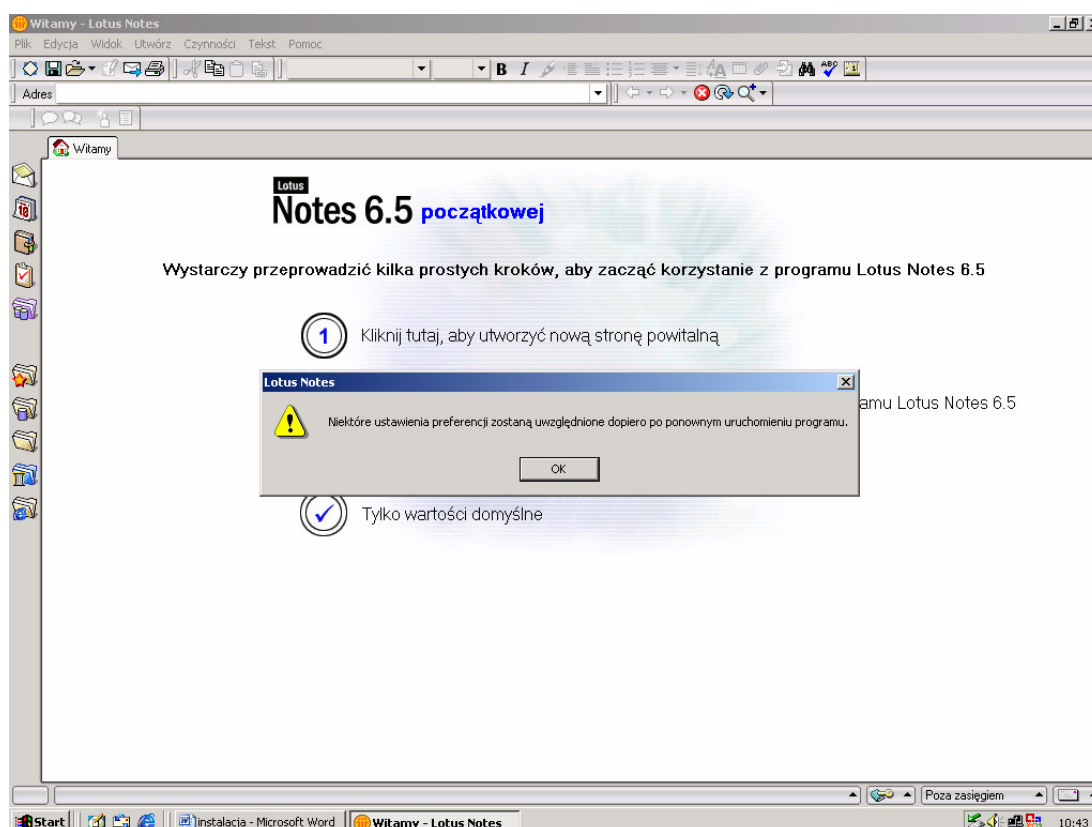 Witamy - Lotus Notes
Plik Edycja Widok Utwórz Czynności Tekst Pomoc
B I
ABC
Adres
Witamy
18
Lotus
Notes 6.5 początkowej
Wystarczy przeprowadzić kilka prostych kroków, aby zacząć korzystanie z programu Lotus Notes 6.5
1 Kliknij tutaj, aby utworzyć nową stronę powitalną
Lotus Notes
amu Lotus Notes 6.5
Niektóre ustawienia preferencji zostaną uwzględnione dopiero po ponownym uruchomieniu programu.
OK
Tylko wartości domyślne
Poza zasięgiem
Start instalacja - Microsoft Word Witamy - Lotus Notes 10:43